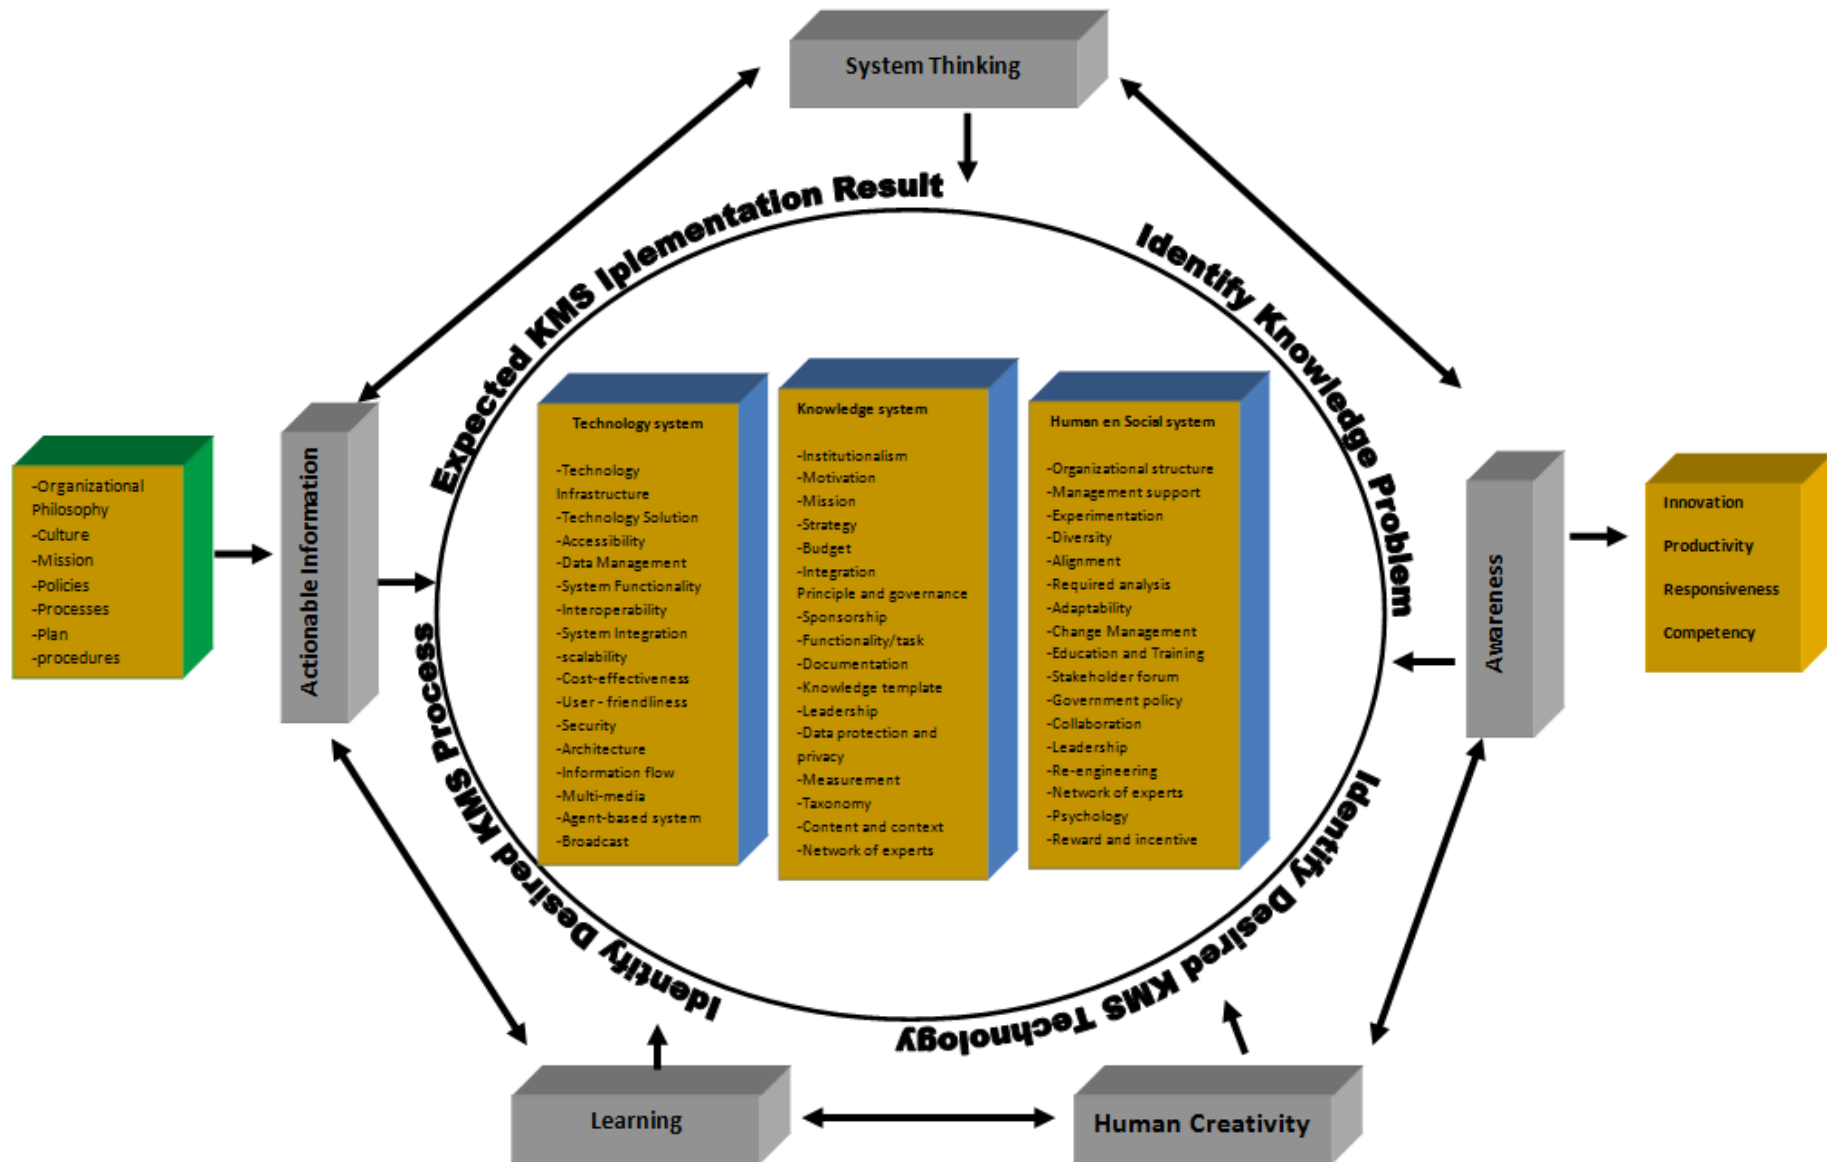 System Thinking
Expected KMS Iplementation Result
Identify Knowledge Problem
-Organizational
Philosophy
-Culture
-Mission
-Policies
-Processes
-Plan
-procedures
Actionable Information
Technology system
-Technology
Infrastructure
-Technology Solution
-Accessibility
-Data Management
-System Functionality
-Interoperability
-System Integration
-scalability
-Cost-effectiveness
-User - friendliness
-Security
-Architecture
-Information flow
-Multi-media
-Agent-based system
-Broadcast
Knowledge system
-Institutionalism
-Motivation
-Mission
-Strategy
-Budget
-Integration
Principle and governance
-Sponsorship
-Functionality/task
-Documentation
-Knowledge template
-Leadership
-Data protection and
privacy
-Measurement
-Taxonomy
-Content and context
-Network of experts
Human en Social system
-Organizational structure
-Management support
-Experimentation
-Diversity
-Alignment
-Required analysis
-Adaptability
-Change Management
-Education and Training
-Stakeholder forum
-Government policy
-Collaboration
-Leadership
-Re-engineering
-Network of experts
-Psychology
-Reward and incentive
Awareness
Innovation
Productivity
Responsiveness
Competency
Identify Desired KMS Process
Identify Desired KMS Technology
Learning
Human Creativity